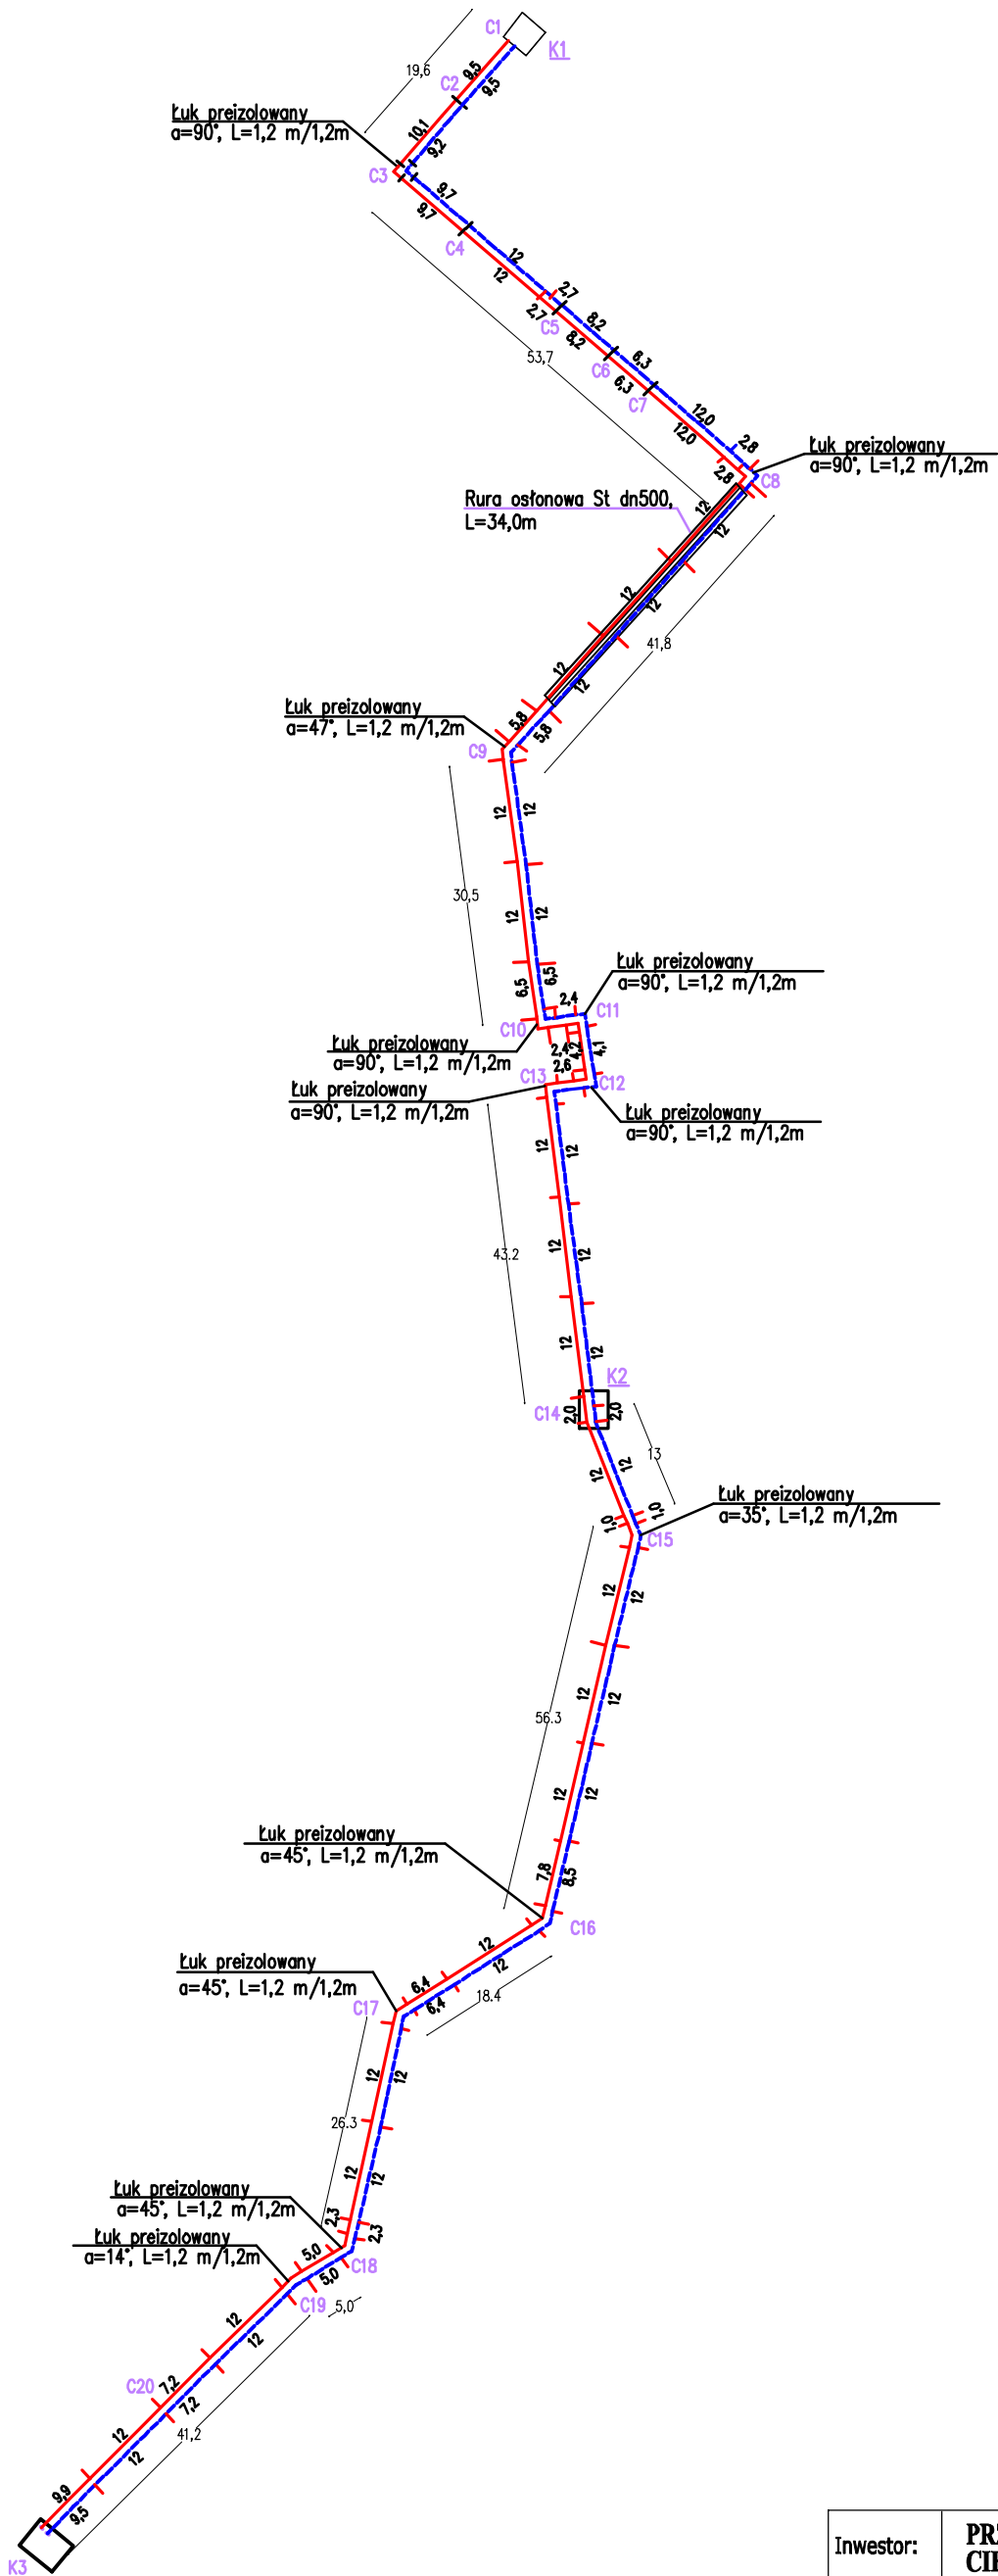 C1
K1
19,6
9,5
9,5
C2
Łuk preizolowany
a=90°, L=1,2 m/1,2m
10,1
9,2
C3
9,7
9,7
C4
12
12
2,7
2,7
C5
8,2
8,2
53,7
C6
6,3
6,3
C7
12,0
12,0
2,8
2,8
Łuk preizolowany
a=90°, L=1,2 m/1,2m
C8
Rura osłonowa St dn500,
L=34,0m
12
12
12
12
41,8
12
12
Łuk preizolowany
a=47°, L=1,2 m/1,2m
5,8
5,8
C9
12
12
30,5
12
12
6,5
6,5
Łuk preizolowany
a=90°, L=1,2 m/1,2m
2,4
C11
C10
Łuk preizolowany
a=90°, L=1,2 m/1,2m
2,4
4,2
4,1
2,6
C13
C12
Łuk preizolowany
a=90°, L=1,2 m/1,2m
Łuk preizolowany
a=90°, L=1,2 m/1,2m
12
12
43.2
12
12
12
12
K2
C14
2,0
2,0
13
12
12
Łuk preizolowany
a=35°, L=1,2 m/1,2m
1,0
1,0
C15
12
12
56.3
12
12
12
12
Łuk preizolowany
a=45°, L=1,2 m/1,2m
7,8
8,5
C16
12
12
Łuk preizolowany
a=45°, L=1,2 m/1,2m
6,4
6,4
18.4
C17
12
12
26.3
12
12
Łuk preizolowany
a=45°, L=1,2 m/1,2m
2,3
2,3
Łuk preizolowany
a=14°, L=1,2 m/1,2m
5,0
5,0
C18
C19
5,0
12
12
C20
7,2
7,2
12
12
41,2
9,9
9,5
K3
Inwestor: